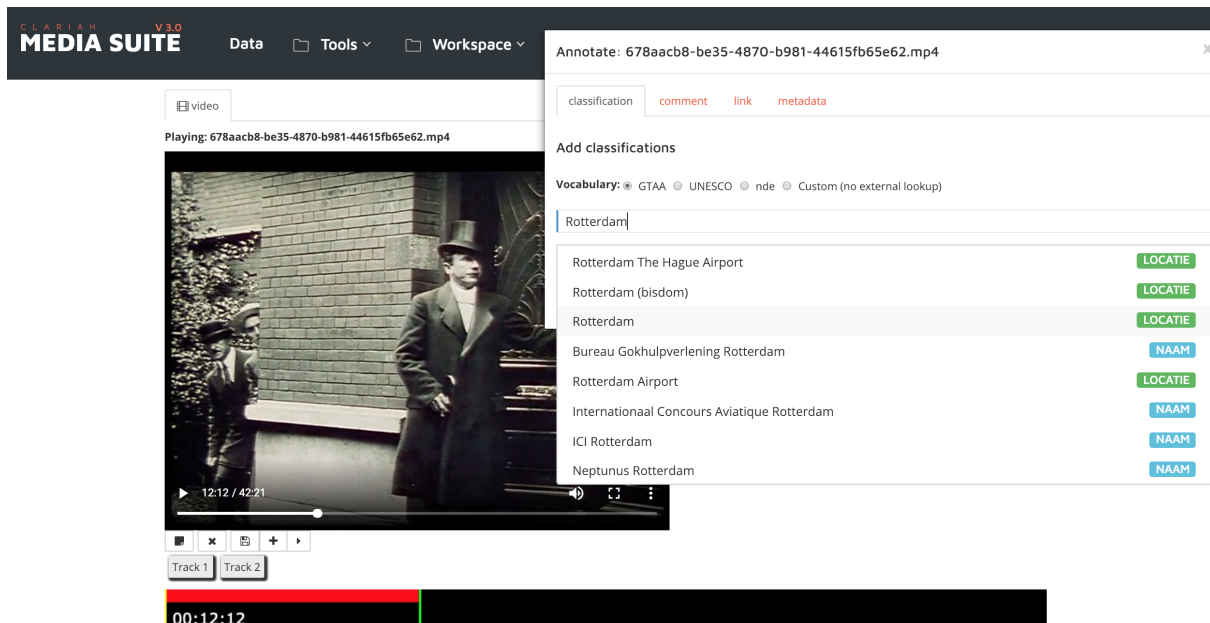 CLARIAH V 3.0
MEDIA SUITE
Data Tools Workspace
Annotate: 678aacb8-be35-4870-b981-44615fb65e62.mp4 X
video
classification comment link metadata
Playing: 678aacb8-be35-4870-b981-44615fb65e62.mp4
Add classifications
Vocabulary: GTAA UNESCO nde Custom (no external lookup)
Rotterdam
Rotterdam The Hague Airport LOCATIE
Rotterdam (bisdom) LOCATIE
Rotterdam LOCATIE
Bureau Gokhulpverlening Rotterdam NAAM
Rotterdam Airport LOCATIE
Internationaal Concours Aviatique Rotterdam NAAM
ICI Rotterdam NAAM
Neptunus Rotterdam NAAM
12:12 / 42:21
Track 1 Track 2
00:12:12